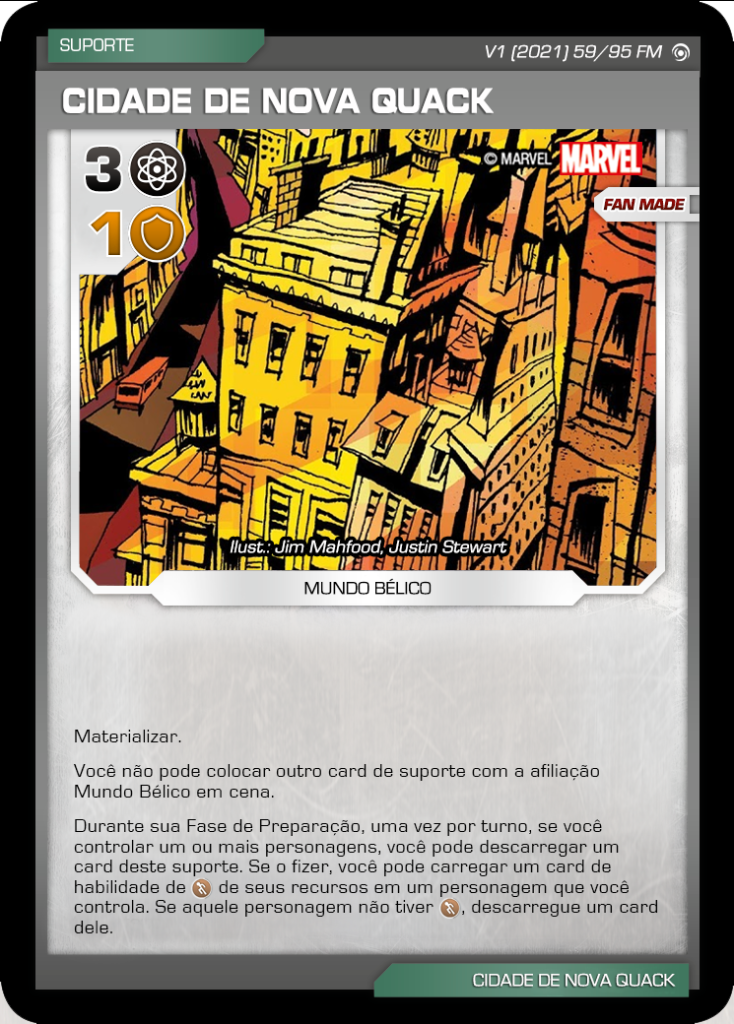 SUPORTE
V1 (2021) 59/95 FM
CIDADE DE NOVA QUACK
3
© MARVEL MARVEL
FAN MADE
1
Ilust.: Jim Mahfood, Justin Stewart
MUNDO BÉLICO
Materializar.
Você não pode colocar outro card de suporte com a afiliação
Mundo Bélico em cena.
Durante sua Fase de Preparação, uma vez por turno, se você
controlar um ou mais personagens, você pode descarregar um
card deste suporte. Se o fizer, você pode carregar um card de
habilidade de de seus recursos em um personagem que você
controla. Se aquele personagem não tiver , descarregue um card
dele.
CIDADE DE NOVA QUACK